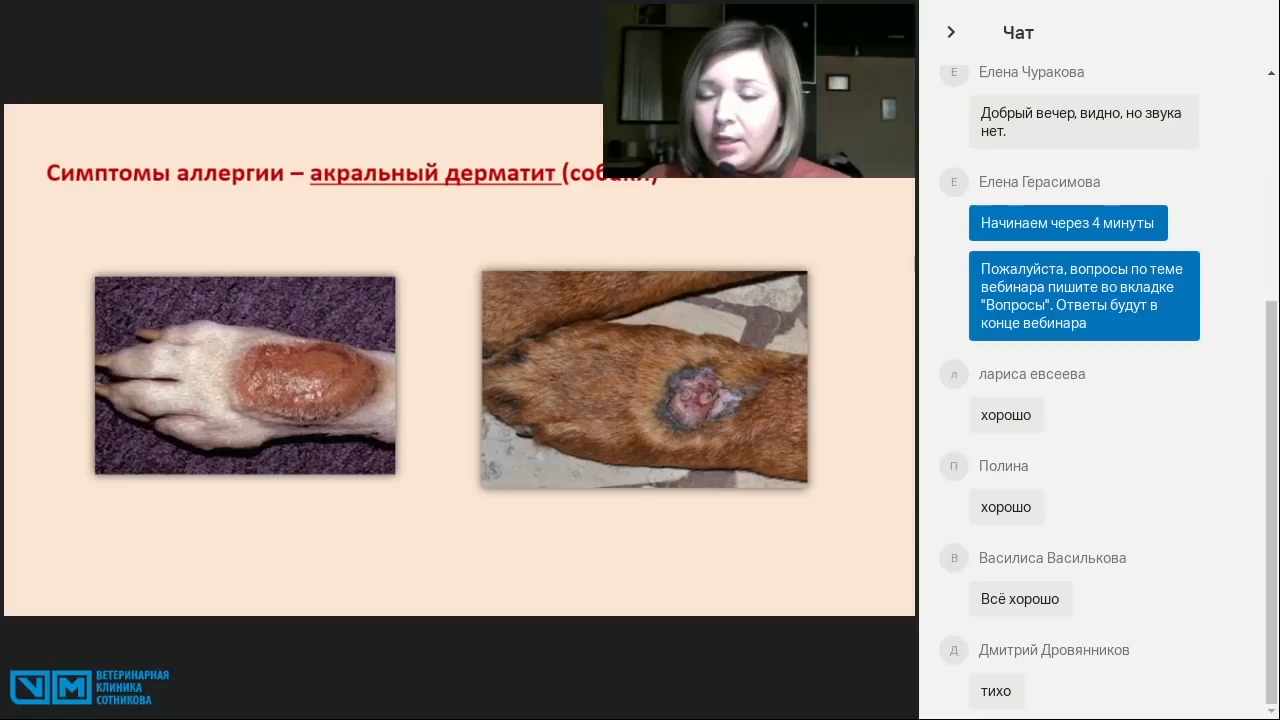 Симптомы аллергии – акральный дерматит
ВЕТЕРИНАРНАЯ
КЛИНИКА
СОТНИКОВА
Чат
Е
Елена Чуракова
Добрый вечер, видно, но звука
нет.
Е
Елена Герасимова
Начинаем через 4 минуты
Пожалуйста, вопросы по теме
вебинара пишите во вкладке
"Вопросы". Ответы будут в
конце вебинара
л
лариса евсеева
хорошо
П
Полина
хорошо
В
Василиса Василькова
Всё хорошо
Д
Дмитрий Дровянников
тихо